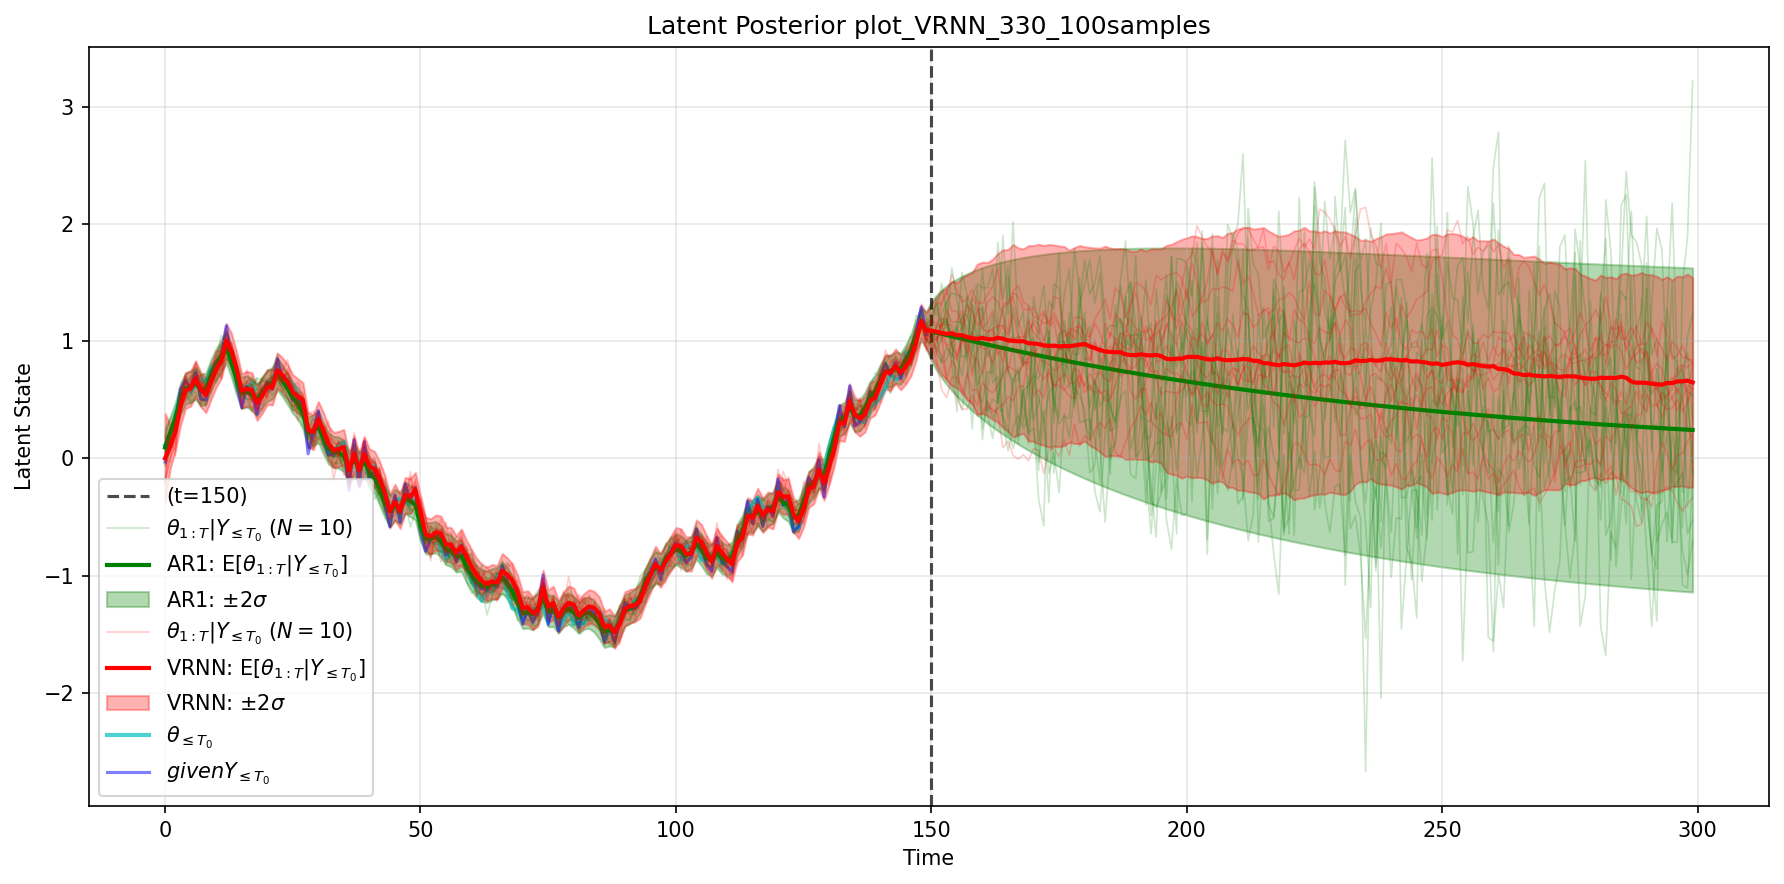 Latent Posterior plot_VRNN_330_100samples
Latent State
3
2
1
0
−1
−2
(t=150)
θ₁:T|Y≤T₀ (N = 10)
AR1: E[θ₁:T|Y≤T₀]
AR1: ±2σ
θ₁:T|Y≤T₀ (N = 10)
VRNN: E[θ₁:T|Y≤T₀]
VRNN: ±2σ
θ≤T₀
givenY≤T₀
0 50 100 150 200 250 300
Time